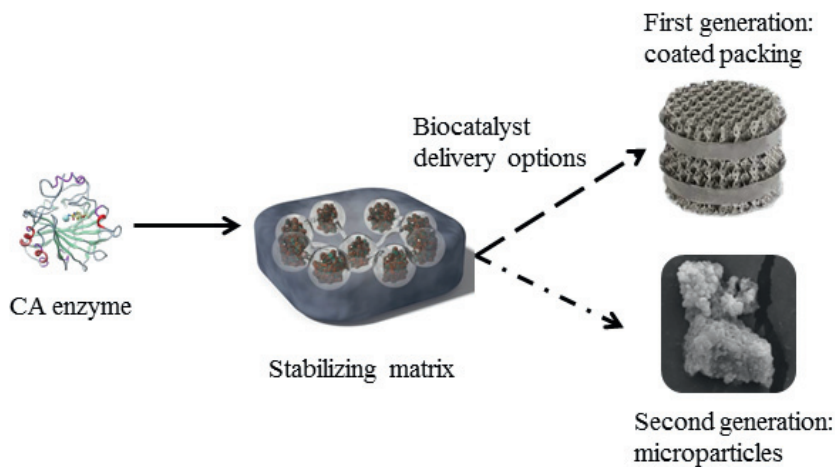 First generation:
coated packing
Biocatalyst
delivery options
CA enzyme
Stabilizing matrix
Second generation:
microparticles